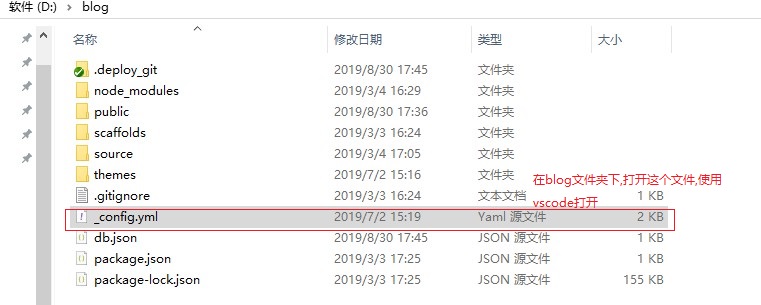 软件 (D:) › blog
名称 修改日期 类型 大小
.deploy_git 2019/8/30 17:45 文件夹
node_modules 2019/3/4 16:29 文件夹
public 2019/8/30 17:36 文件夹
scaffolds 2019/3/3 16:24 文件夹
source 2019/3/4 17:05 文件夹
themes 2019/7/2 15:16 文件夹
在blog文件夹下,打开这个文件,使用
vscode打开
.gitignore 2019/3/3 16:24 文本文档 1 KB
_config.yml 2019/7/2 15:19 Yaml 源文件 2 KB
db.json 2019/8/30 17:45 JSON 源文件 1 KB
package.json 2019/3/3 17:25 JSON 源文件 1 KB
package-lock.json 2019/3/3 17:25 JSON 源文件 155 KB